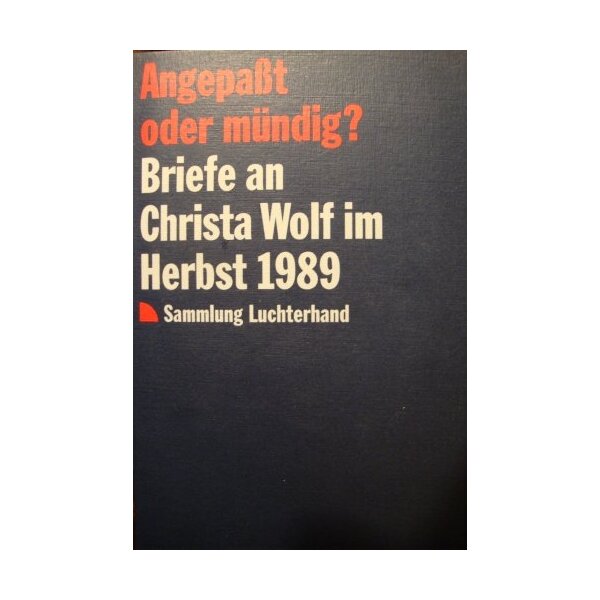 Angepaßt
oder mündig?
Briefe an
Christa Wolf im
Herbst 1989
Sammlung Luchterhand